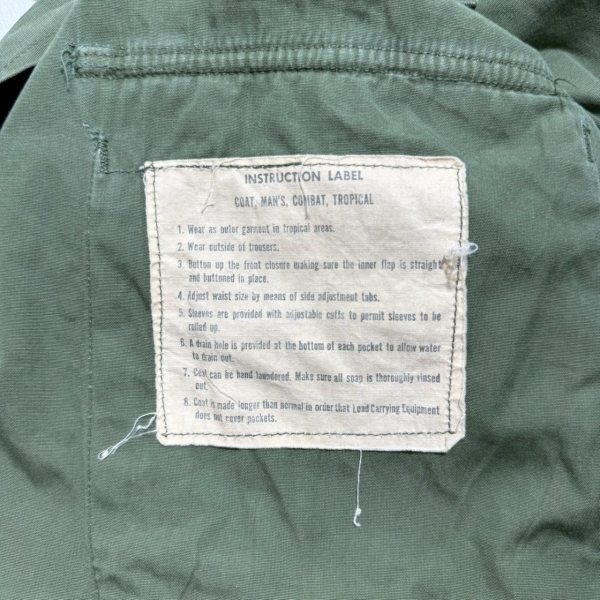 INSTRUCTION LABEL
COAT, MAN'S, COMBAT, TROPICAL
1. Wear as outer garment in tropical areas.
2. Wear outside of trousers.
3. Button up the front closure making sure the inner flap is straight
and buttoned in place.
4. Adjust waist size by means of side adjustment tabs.
5. Sleeves are provided with adjustable cuffs to permit sleeves to be
rolled up.
6. A drain hole is provided at the bottom of each pocket to allow water
to drain out.
7. Coat can be hand laundered. Make sure all soap is thoroughly rinsed
out.
8. Coat is made longer than normal in order that Load Carrying Equipment
does not cover pockets.